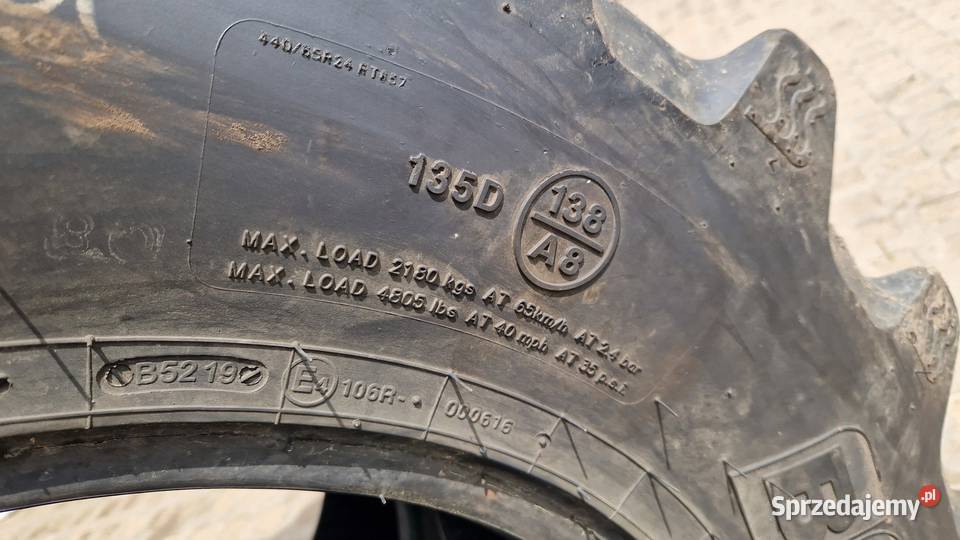 440/65R24 RT657
135D
138
A8
MAX. LOAD 2180 kgs AT 65km/h AT 2.4 bar
MAX. LOAD 4805 lbs AT 40 mph AT 35 p.s.i.
B5219
E4 106R-
000616
Sprzedajemy.pl